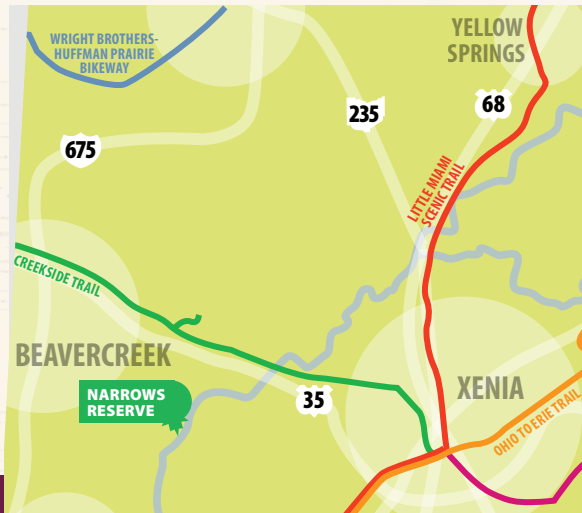 WRIGHT BROTHERS-
HUFFMAN PRAIRIE
BIKEWAY
YELLOW
SPRINGS
235
68
675
LITTLE MIAMI
SCENIC TRAIL
CREEKSIDE TRAIL
BEAVERCREEK
NARROWS
RESERVE
35
XENIA
OHIO TO ERIE TRAIL